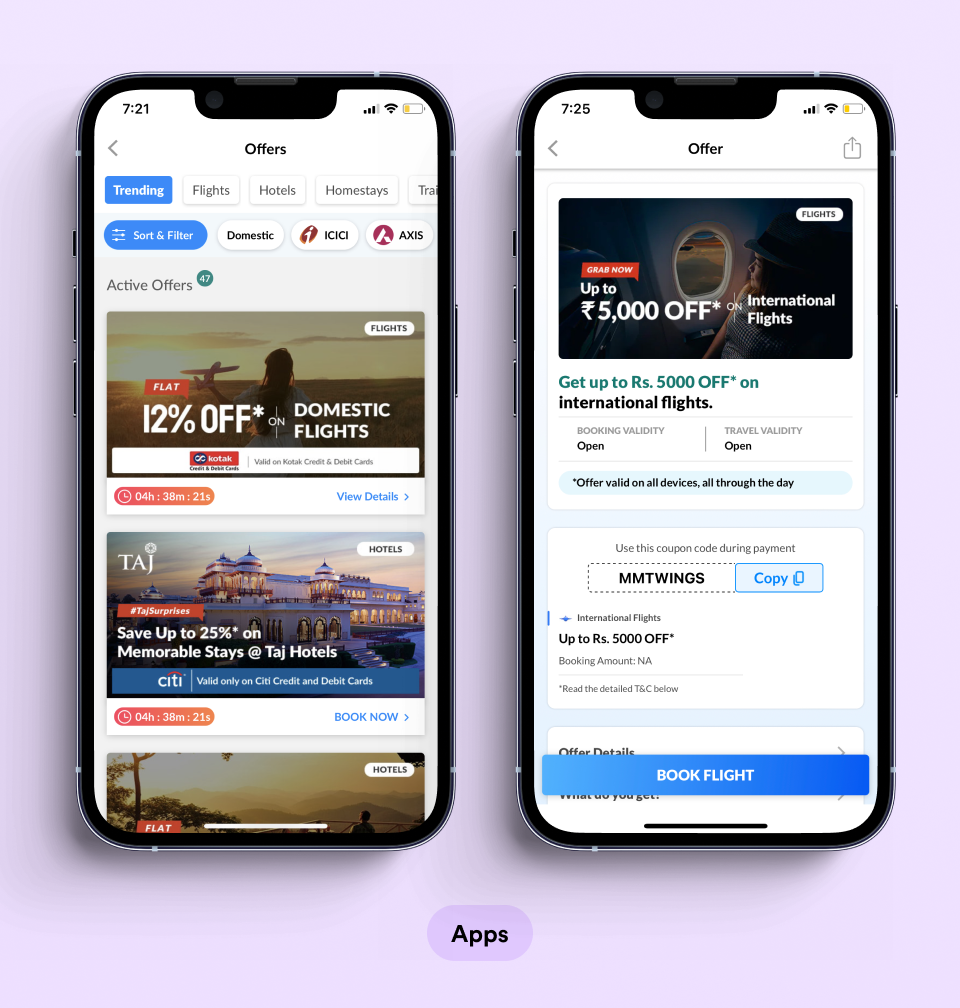 7:21
Offers
Trending
Flights
Hotels
Homestays
Trai
Sort & Filter
Domestic
ICICI
AXIS
Active Offers 47
FLIGHTS
FLAT
12% OFF* ON DOMESTIC
FLIGHTS
kotak
Credit & Debit Cards
Valid on Kotak Credit & Debit Cards
04h : 38m : 21s
View Details
HOTELS
TAJ
#TajSurprises
Save Up to 25%* on
Memorable Stays @ Taj Hotels
citi
Valid only on Citi Credit and Debit Cards
04h : 38m : 21s
BOOK NOW
HOTELS
FLAT
7:25
Offer
FLIGHTS
GRAB NOW
Up to
₹5,000 OFF* ON International
Flights
Get up to Rs. 5000 OFF* on
international flights.
BOOKING VALIDITY
Open
TRAVEL VALIDITY
Open
*Offer valid on all devices, all through the day
Use this coupon code during payment
MMTWINGS
Copy
International Flights
Up to Rs. 5000 OFF*
Booking Amount: NA
*Read the detailed T&C below
Offer Details
BOOK FLIGHT
What do you get?
Apps